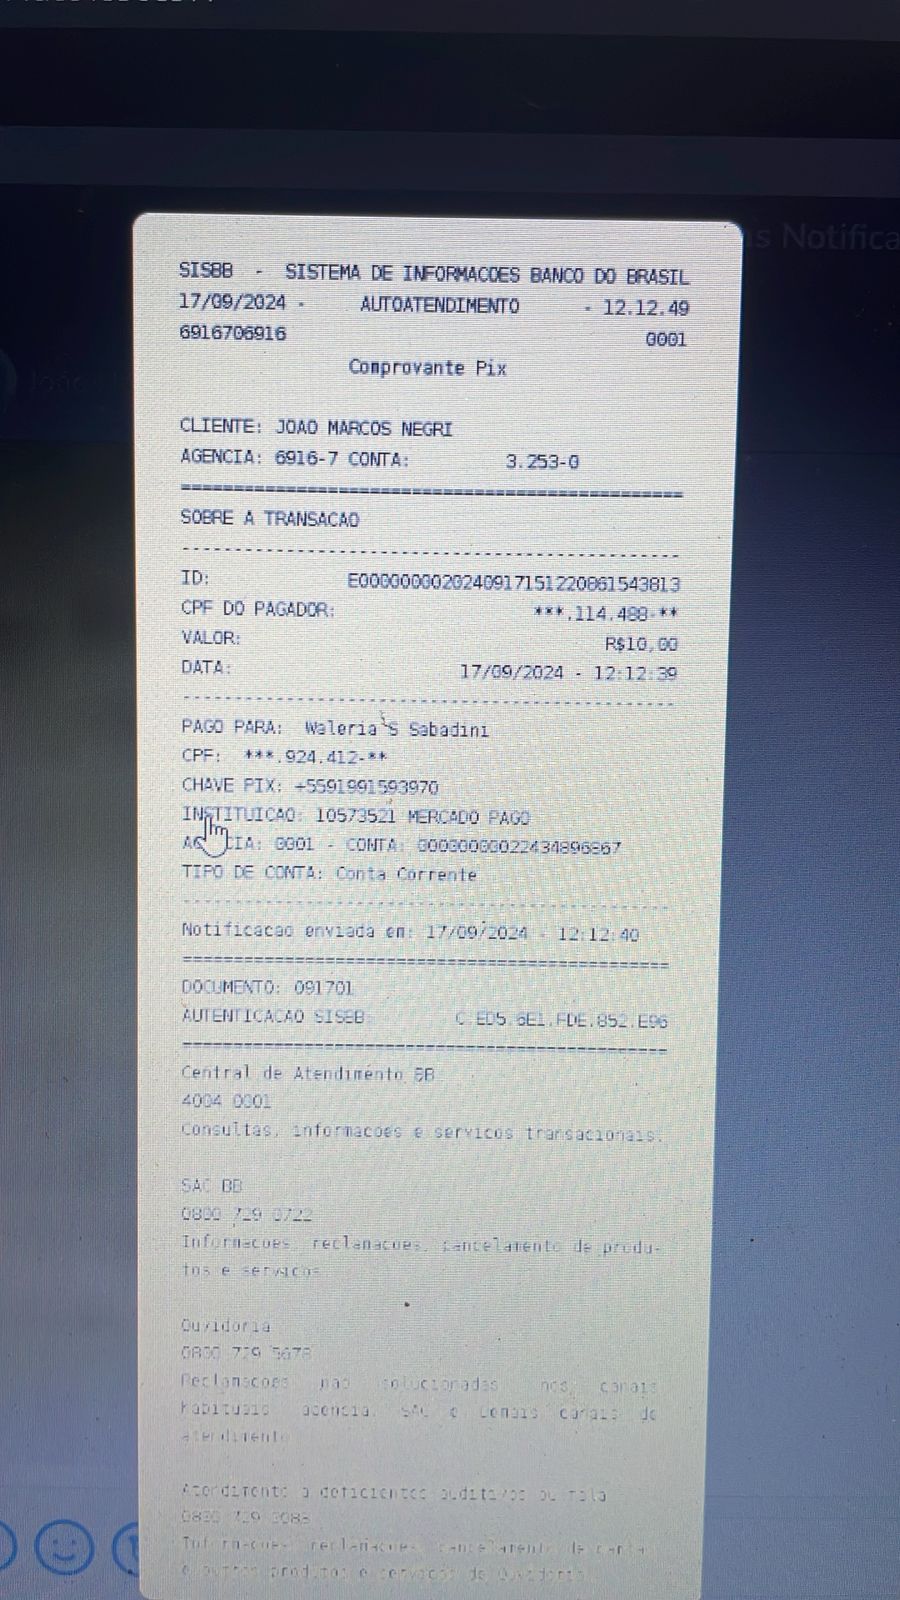 s Notifica
SISBB - SISTEMA DE INFORMACOES BANCO DO BRASIL
17/09/2024 - AUTOATENDIMENTO - 12.12.49
6916706916 0001
Comprovante Pix
CLIENTE: JOAO MARCOS NEGRI
AGENCIA: 6916-7 CONTA: 3.253-0
================================================
SOBRE A TRANSACAO
------------------------------------------------
ID: E0000000020240917151220861543813
CPF DO PAGADOR: ***.114.488-**
VALOR: R$10,00
DATA: 17/09/2024 - 12:12:39
------------------------------------------------
PAGO PARA: Waleria S Sabadini
CPF: ***.924.412-**
CHAVE PIX: +5591991593970
INSTITUICAO: 10573521 MERCADO PAGO
0001 - CONTA: 00000000022434896867
TIPO DE CONTA: Conta Corrente
------------------------------------------------
Notificacao enviada em: 17/09/2024 - 12:12:40
================================================
DOCUMENTO: 091701
AUTENTICACAO SISBB: C.ED5.6E1.FDE.852.E96
================================================
Central de Atendimento BB
4004 0001
Consultas, informacoes e servicos transacionais.
SAC BB
0800 729 0722
Informacoes, reclamacoes, cancelamento de produ-
tos e servicos.
Ouvidoria
0800 729 5678
Reclamacoes nao solucionadas nos canais
habituais agencia, SAC e demais canais de
atendimento.
Atendimento a deficientes auditivos ou fala
0800 729 0088
Informacoes, reclamacoes, cancelamento de
e outros produtos e servicos de Ouvidoria.